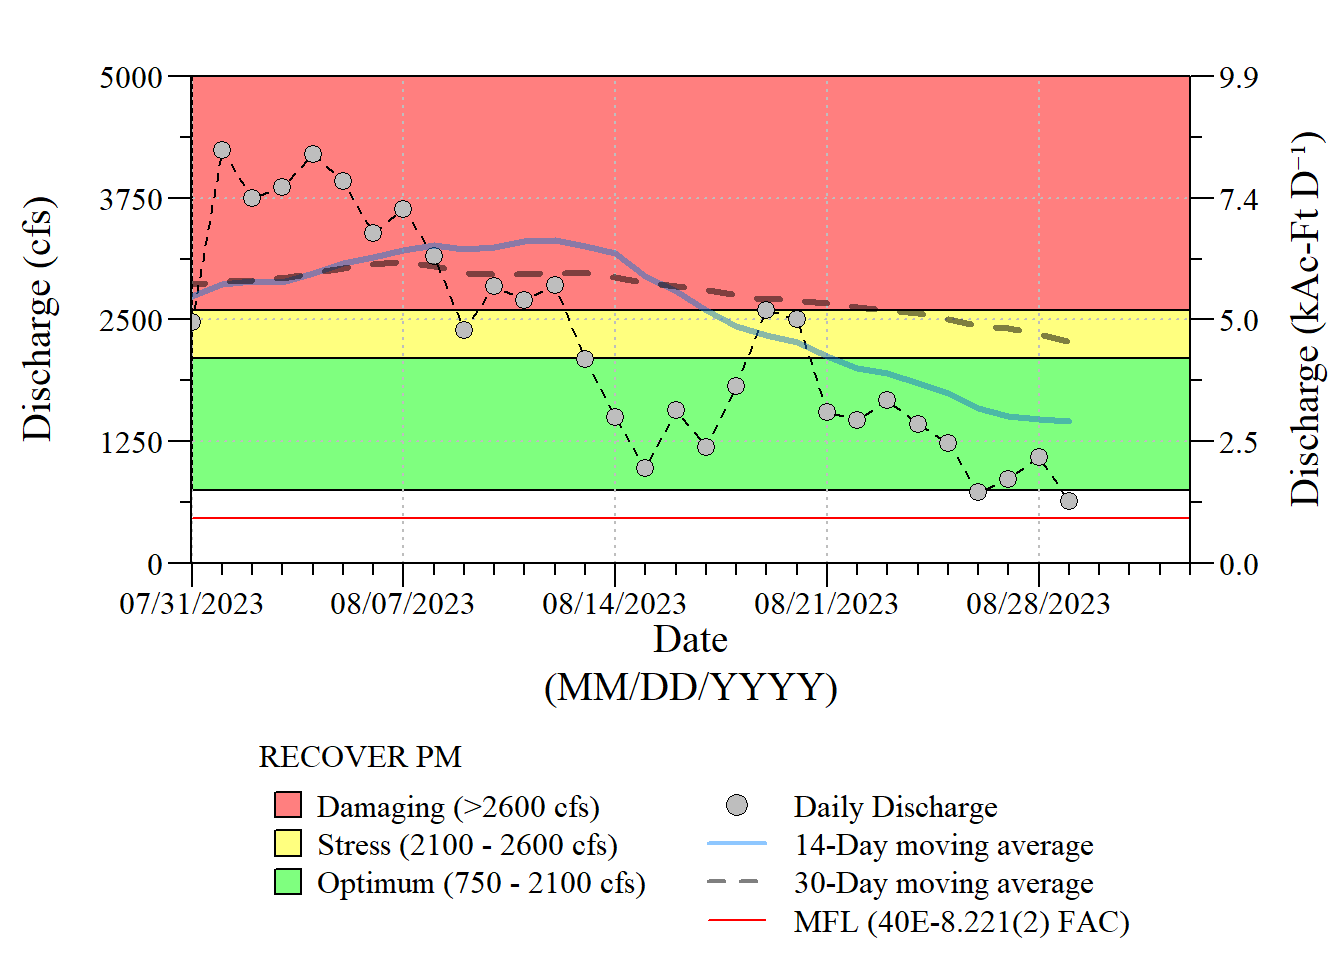 5000
3750
2500
1250
0
Discharge (cfs)
9.9
7.4
5.0
2.5
0.0
Discharge (kAc-Ft D⁻¹)
07/31/2023 08/07/2023 08/14/2023 08/21/2023 08/28/2023
Date
(MM/DD/YYYY)
RECOVER PM
Damaging (>2600 cfs)
Stress (2100 - 2600 cfs)
Optimum (750 - 2100 cfs)
Daily Discharge
14-Day moving average
30-Day moving average
MFL (40E-8.221(2) FAC)